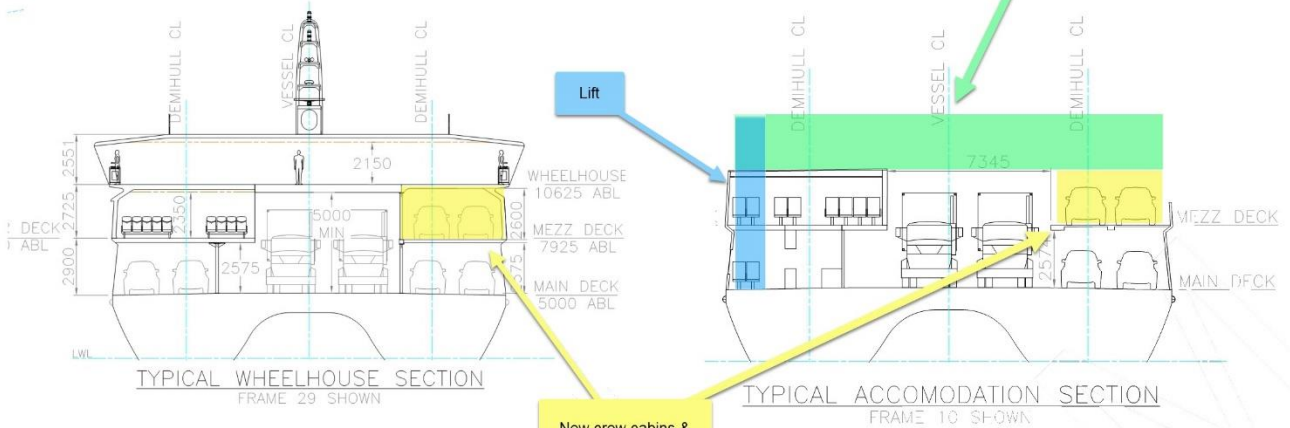 DEMIHULL CL
VESSEL CL
DEMIHULL CL
2551
2725
2900
2150
2350
5000
MIN
2575
2600
WHEELHOUSE
10625 ABL
MEZZ DECK
7925 ABL
MAIN DECK
5000 ABL
DECK
ABL
LWL
TYPICAL WHEELHOUSE SECTION
FRAME 29 SHOWN
Lift
New crew cabins &
DEMIHULL CL
VESSEL CL
DEMIHULL CL
7345
MEZZ DECK
MAIN DECK
TYPICAL ACCOMODATION SECTION
FRAME 10 SHOWN